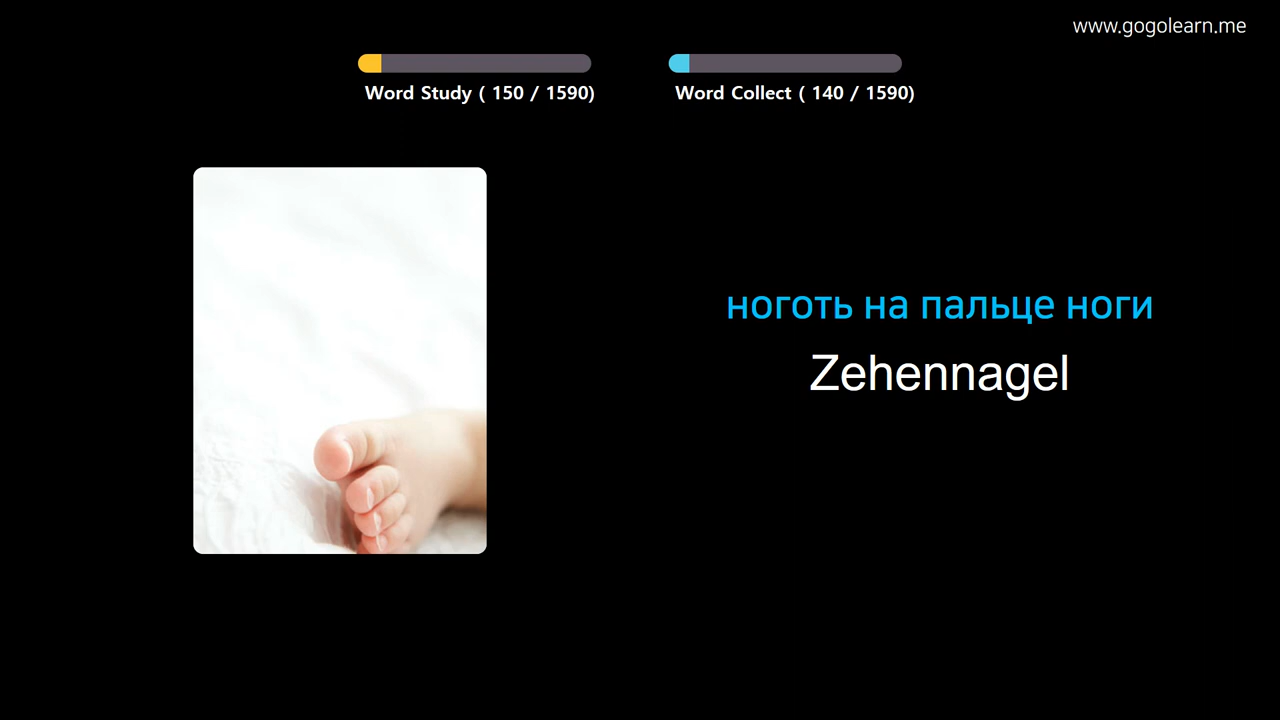 www.gogolearn.me
Word Study ( 150 / 1590)
Word Collect ( 140 / 1590)
ноготь на пальце ноги
Zehennagel